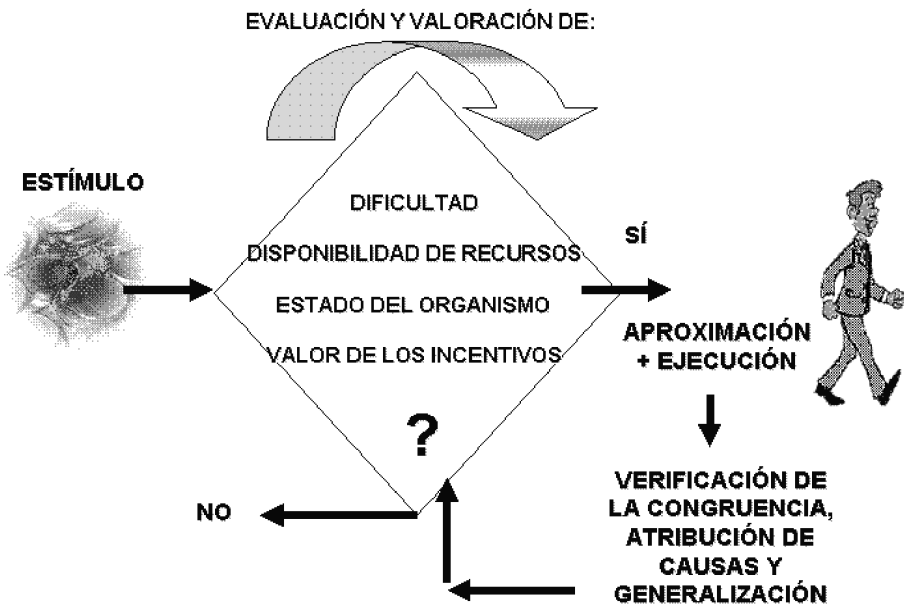 EVALUACIÓN Y VALORACIÓN DE:
ESTÍMULO
DIFICULTAD
DISPONIBILIDAD DE RECURSOS
ESTADO DEL ORGANISMO
VALOR DE LOS INCENTIVOS
?
SÍ
APROXIMACIÓN
+ EJECUCIÓN
NO
VERIFICACIÓN DE
LA CONGRUENCIA,
ATRIBUCIÓN DE
CAUSAS Y
GENERALIZACIÓN